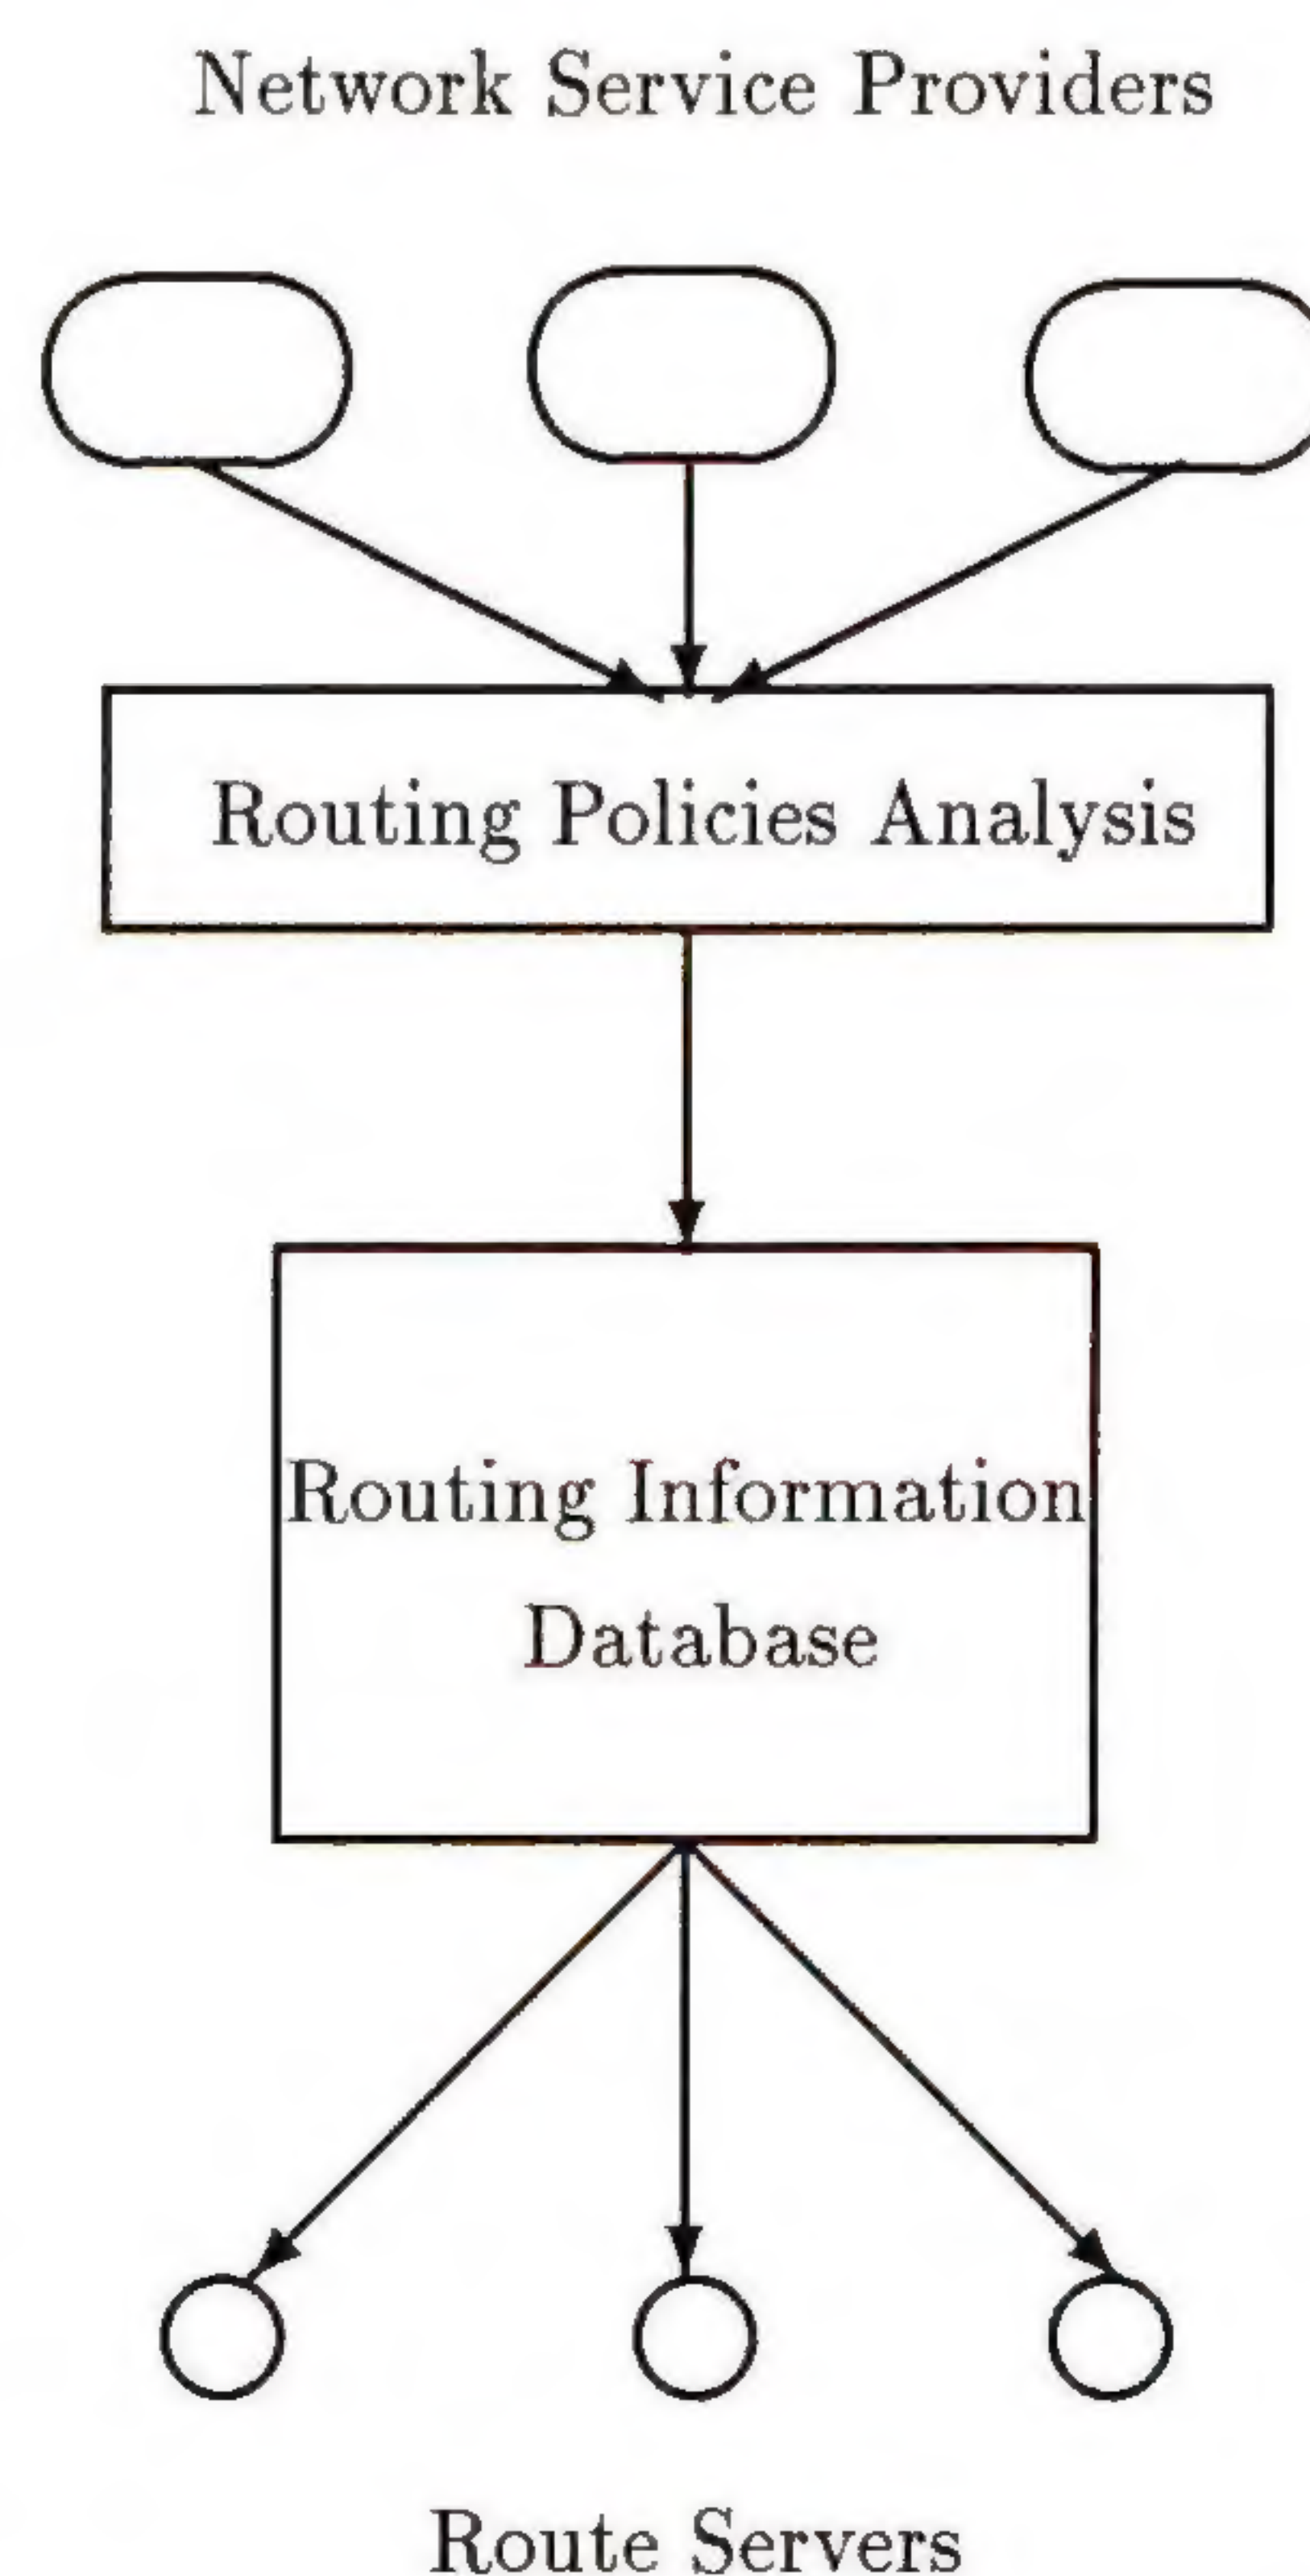 Network Service Providers
Routing Policies Analysis
Routing Information
Database
Route Servers